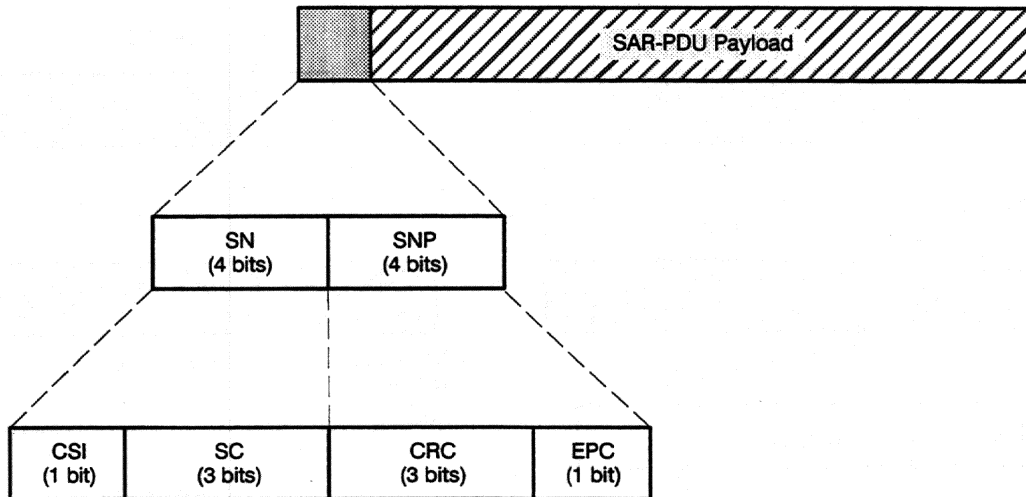 SAR-PDU Payload
SN
(4 bits)
SNP
(4 bits)
CSI
(1 bit)
SC
(3 bits)
CRC
(3 bits)
EPC
(1 bit)